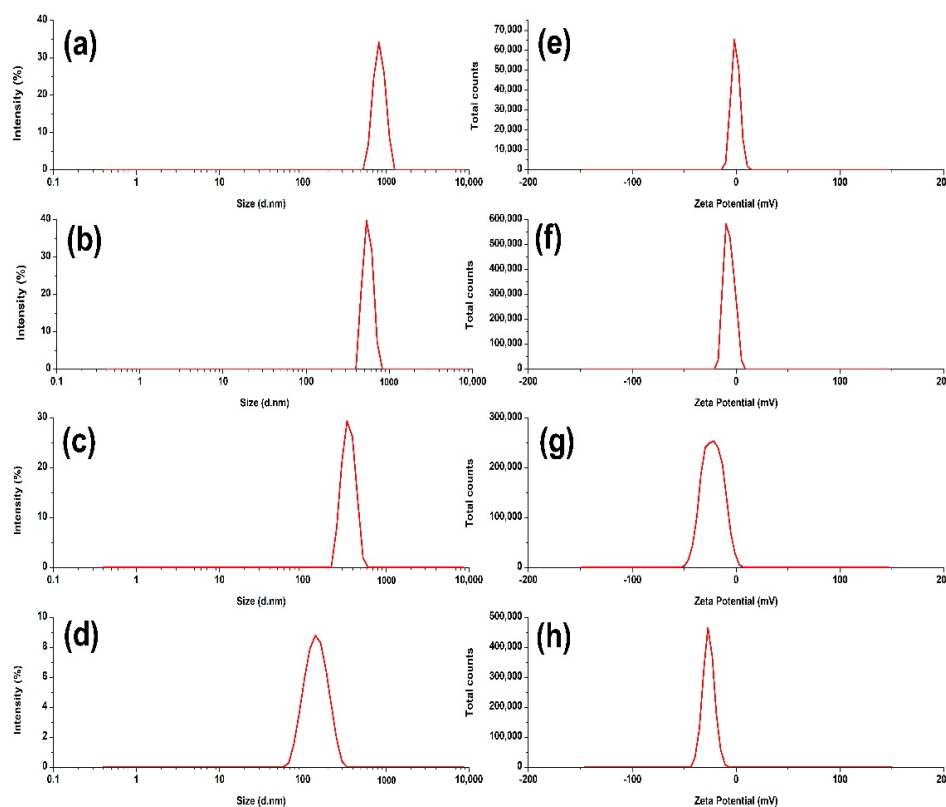 (a)
Intensity (%)
40
30
20
10
0
0.1 1 10 100 1000 10,000
Size (d.nm)
(e)
Total counts
70,000
60,000
50,000
40,000
30,000
20,000
10,000
0
-200 -100 0 100 20
Zeta Potential (mV)
(b)
Intensity (%)
40
30
20
10
0
0.1 1 10 100 1000 10,000
Size (d.nm)
(f)
Total counts
600,000
500,000
400,000
300,000
200,000
100,000
0
-200 -100 0 100 20
Zeta Potential (mV)
(c)
Intensity (%)
30
20
10
0
0.1 1 10 100 1000 10,000
Size (d.nm)
(g)
Total counts
300,000
200,000
100,000
0
-200 -100 0 100 20
Zeta Potential (mV)
(d)
Intensity (%)
10
8
6
4
2
0
0.1 1 10 100 1000 10,000
Size (d.nm)
(h)
Total counts
500,000
400,000
300,000
200,000
100,000
0
-200 -100 0 100 20
Zeta Potential (mV)